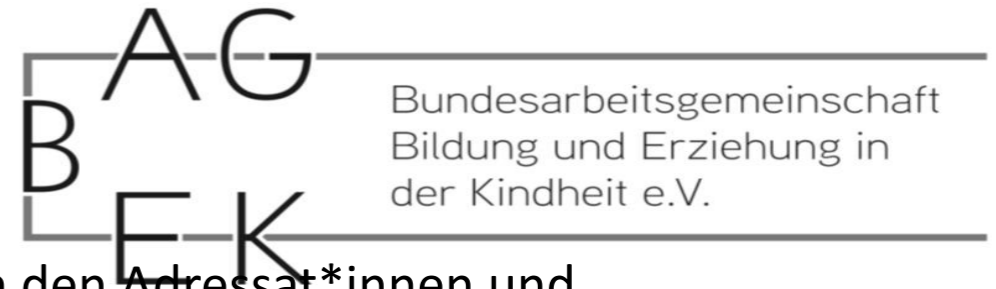 AG
B
Bundesarbeitsgemeinschaft
Bildung und Erziehung in
der Kindheit e.V.
EK
den Adressat*innen und